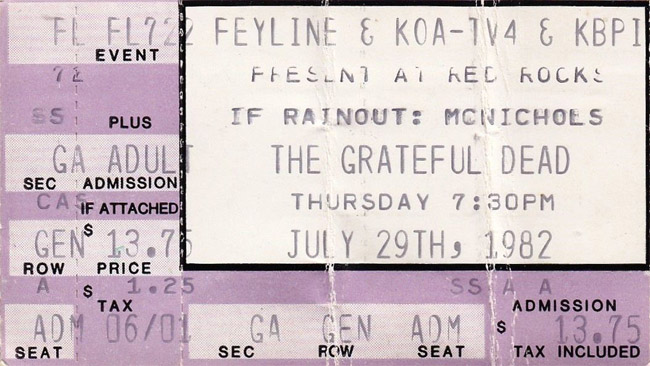 FL FL722 FEYLINE & KOA-TV4 & KBPI
EVENT
72 PRESENT AT RED ROCKS
SS IF RAINOUT: MCNICHOLS
PLUS
GA ADULT THE GRATEFUL DEAD
SEC ADMISSION
CAS THURSDAY 7:30PM
IF ATTACHED
$
GEN 13.75 JULY 29TH, 1982
ROW PRICE
A $ 1.25 SS A A
TAX ADMISSION
ADM 06/01 GA GEN ADM $ 13.75
SEAT SEC ROW SEAT TAX INCLUDED